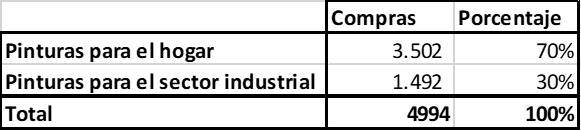 Compras Porcentaje
Pinturas para el hogar 3.502 70%
Pinturas para el sector industrial 1.492 30%
Total 4994 100%